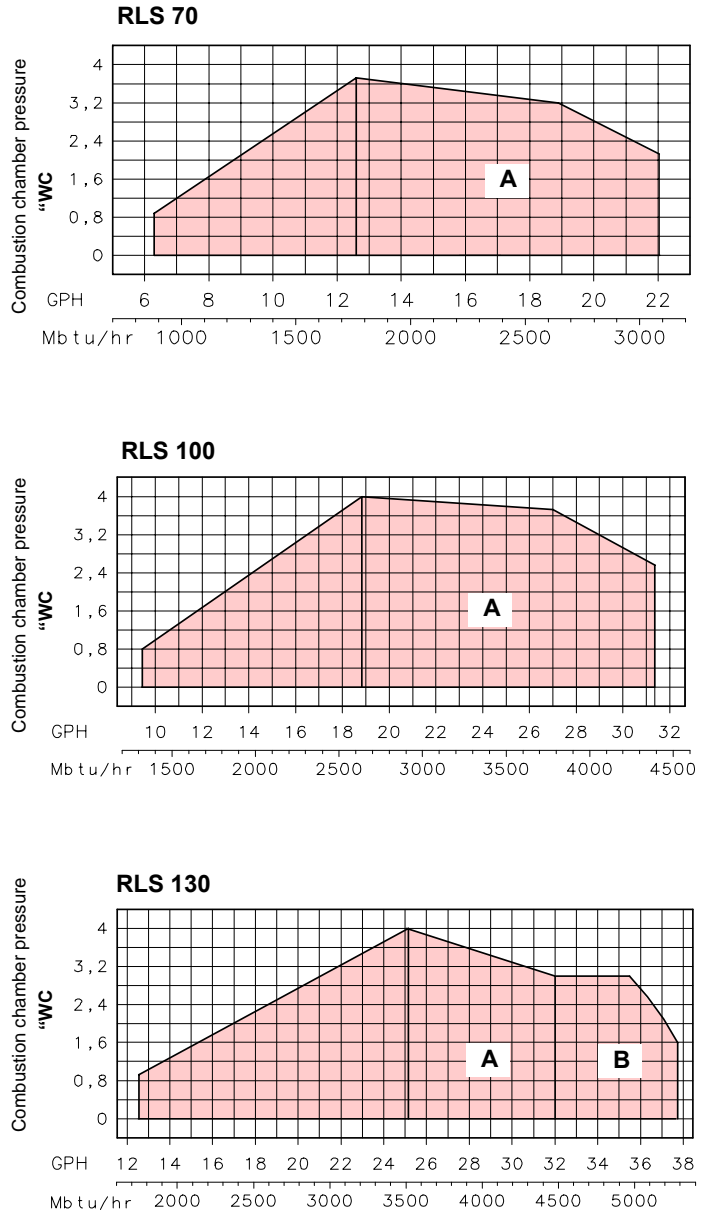 RLS 70
Combustion chamber pressure
“WC
4
3,2
2,4
1,6
0,8
0
A
GPH 6 8 10 12 14 16 18 20 22
Mbtu/hr 1000 1500 2000 2500 3000
RLS 100
Combustion chamber pressure
“WC
4
3,2
2,4
1,6
0,8
0
A
GPH 10 12 14 16 18 20 22 24 26 28 30 32
Mbtu/hr 1500 2000 2500 3000 3500 4000 4500
RLS 130
Combustion chamber pressure
“WC
4
3,2
2,4
1,6
0,8
0
A B
GPH 12 14 16 18 20 22 24 26 28 30 32 34 36 38
Mbtu/hr 2000 2500 3000 3500 4000 4500 5000